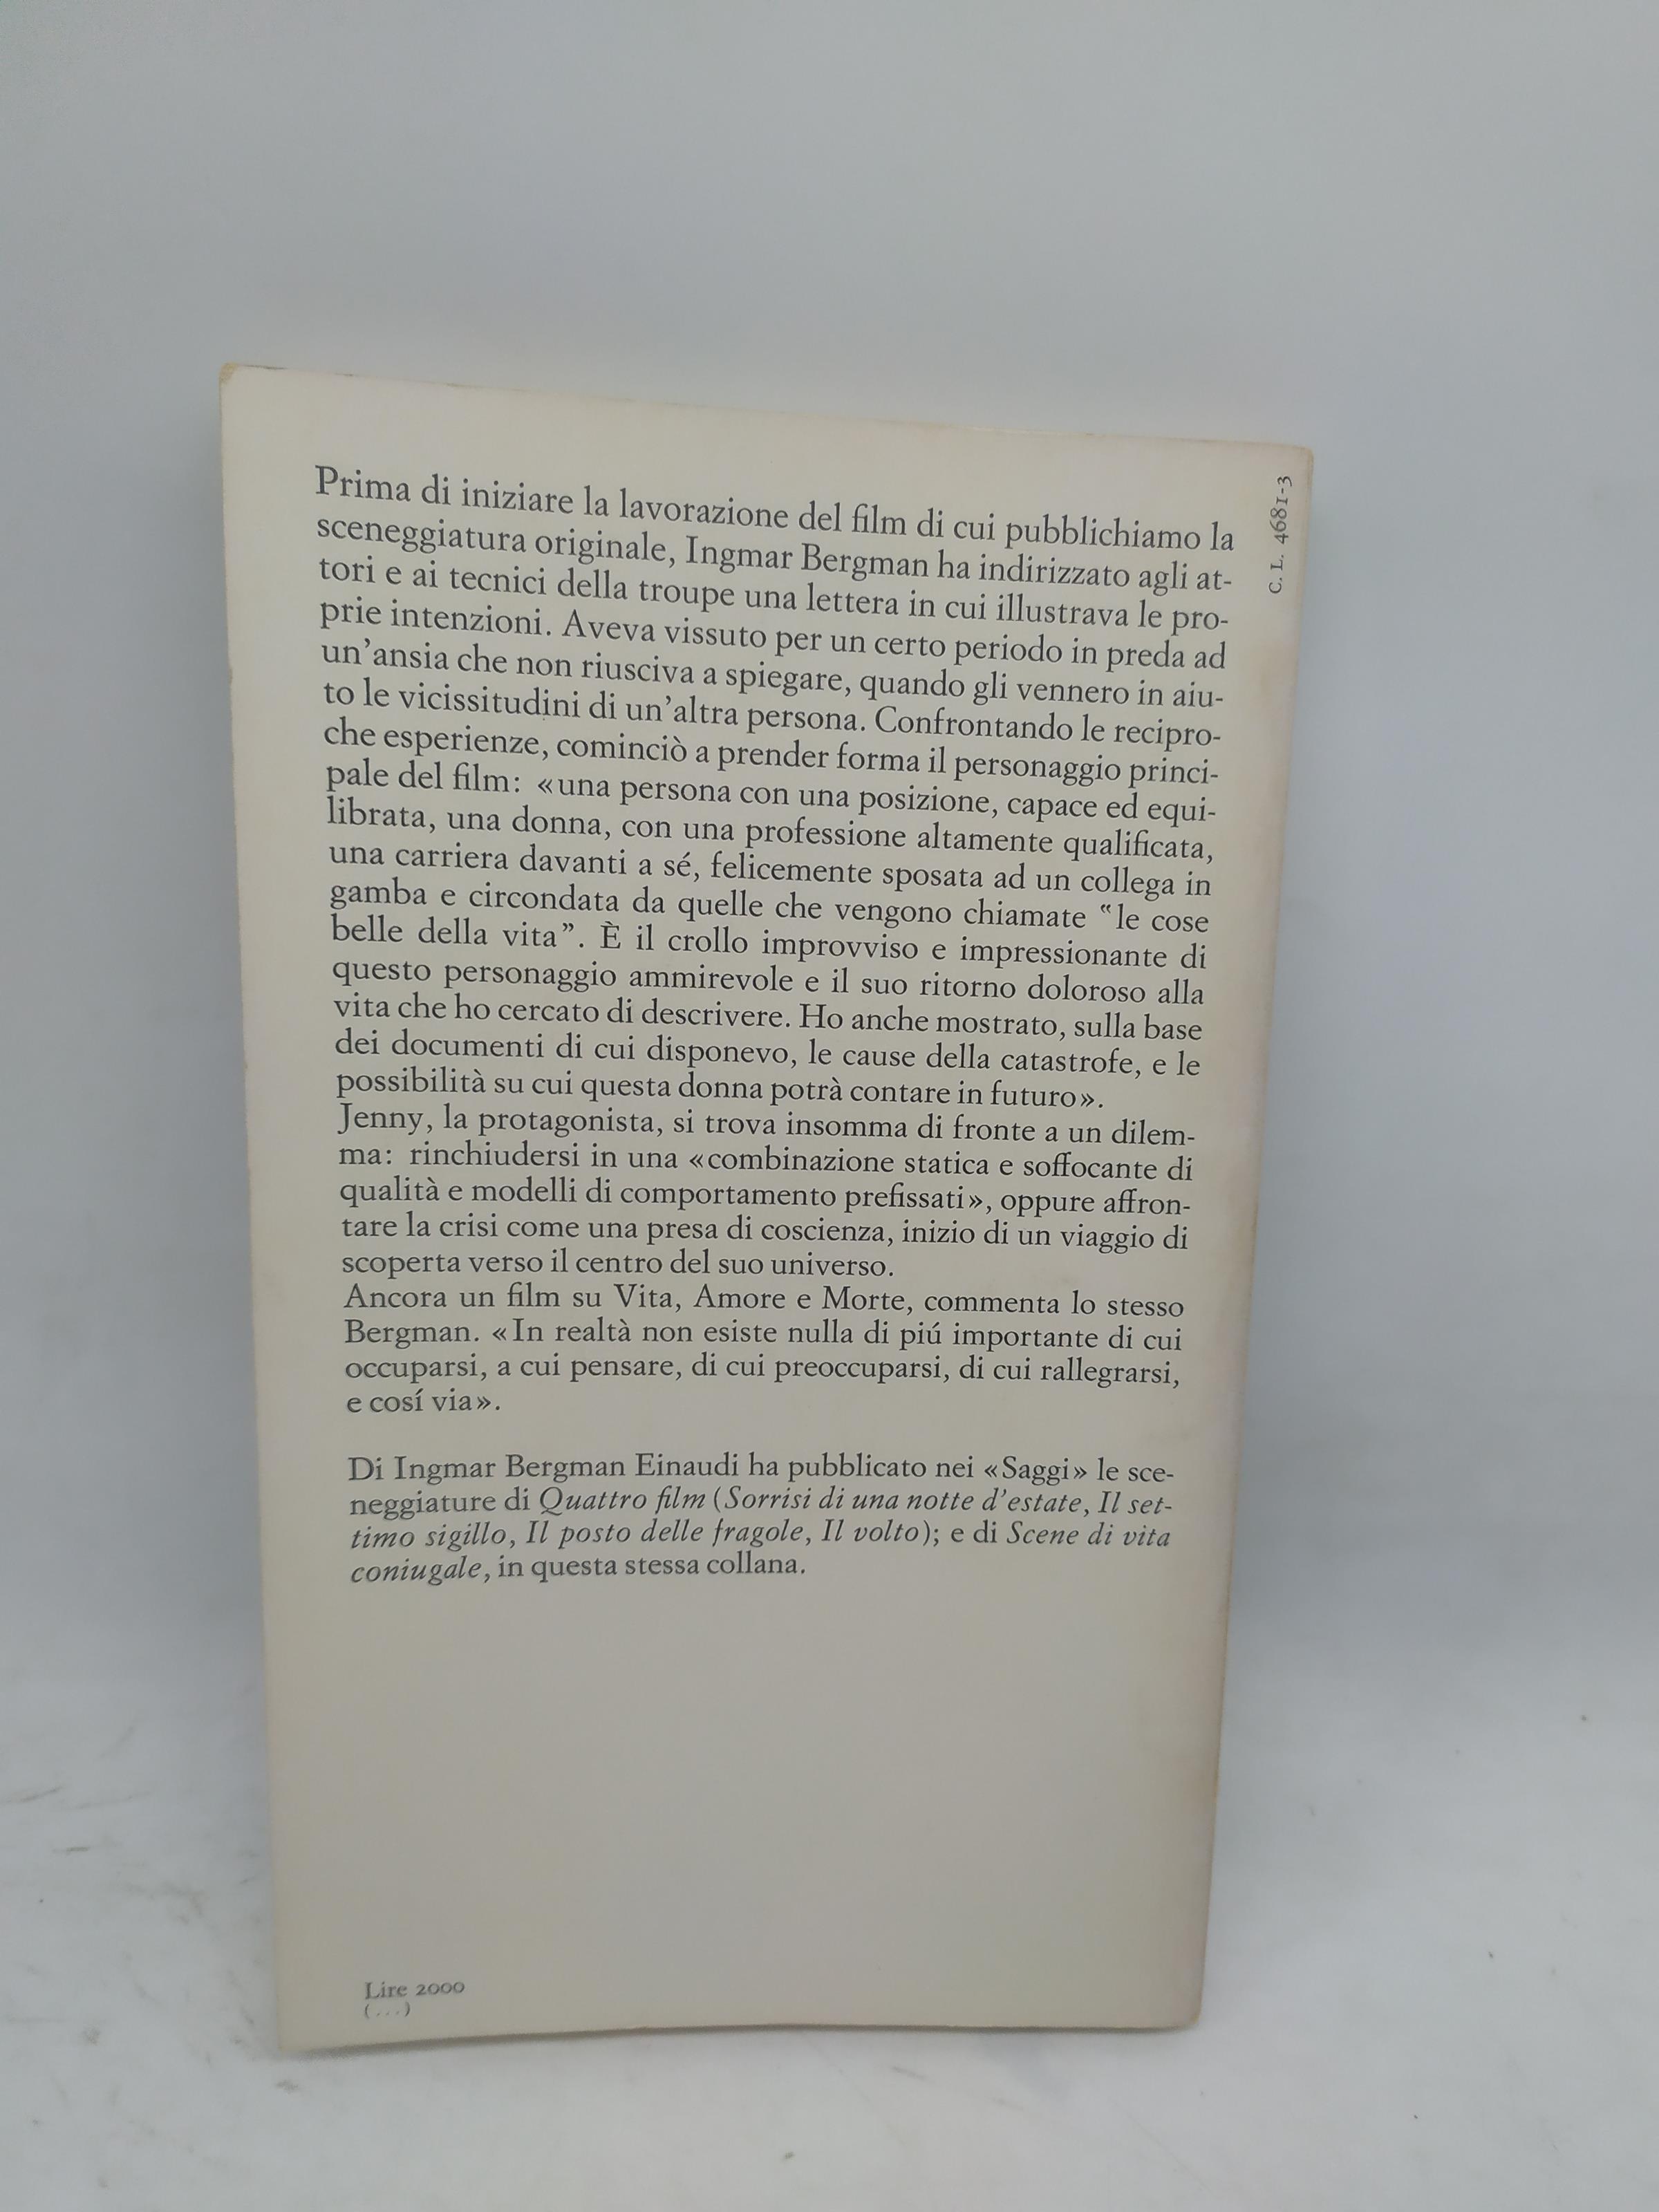 Prima di iniziare la lavorazione del film di cui pubblichiamo la
sceneggiatura originale, Ingmar Bergman ha indirizzato agli at-
tori e ai tecnici della troupe una lettera in cui illustrava le pro-
prie intenzioni. Aveva vissuto per un certo periodo in preda ad
un'ansia che non riusciva a spiegare, quando gli vennero in aiu-
to le vicissitudini di un'altra persona. Confrontando le recipro-
che esperienze, cominciò a prender forma il personaggio princi-
pale del film: «una persona con una posizione, capace ed equi-
librata, una donna, con una professione altamente qualificata,
una carriera davanti a sé, felicemente sposata ad un collega in
gamba e circondata da quelle che vengono chiamate “le cose
belle della vita”. È il crollo improvviso e impressionante di
questo personaggio ammirevole e il suo ritorno doloroso alla
vita che ho cercato di descrivere. Ho anche mostrato, sulla base
dei documenti di cui disponevo, le cause della catastrofe, e le
possibilità su cui questa donna potrà contare in futuro».
Jenny, la protagonista, si trova insomma di fronte a un dilem-
ma: rinchiudersi in una «combinazione statica e soffocante di
qualità e modelli di comportamento prefissati», oppure affron-
tare la crisi come una presa di coscienza, inizio di un viaggio di
scoperta verso il centro del suo universo.
Ancora un film su Vita, Amore e Morte, commenta lo stesso
Bergman. «In realtà non esiste nulla di piú importante di cui
occuparsi, a cui pensare, di cui preoccuparsi, di cui rallegrarsi,
e cosí via».
Di Ingmar Bergman Einaudi ha pubblicato nei «Saggi» le sce-
neggiature di Quattro film (Sorrisi di una notte d'estate, Il set-
timo sigillo, Il posto delle fragole, Il volto); e di Scene di vita
coniugale, in questa stessa collana.
Lire 2000
(...)
C. L. 4681-3